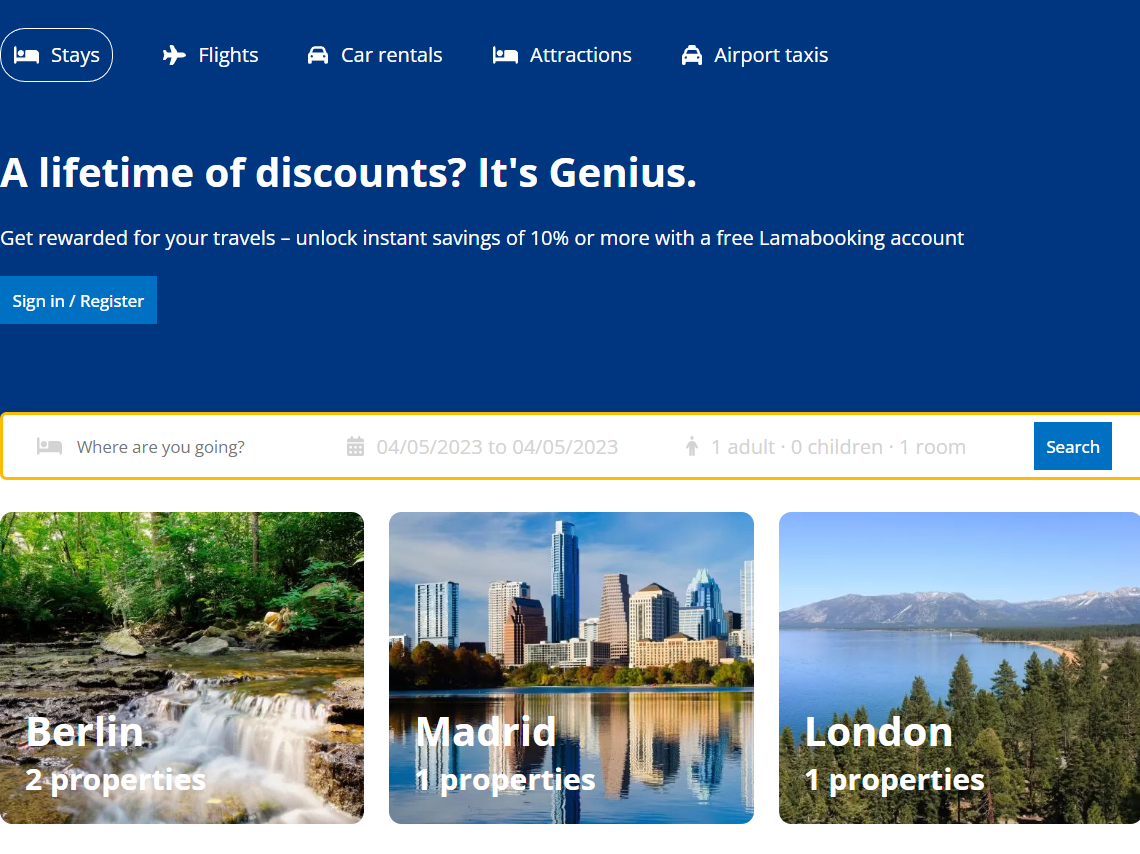 Stays Flights Car rentals Attractions Airport taxis
A lifetime of discounts? It's Genius.
Get rewarded for your travels – unlock instant savings of 10% or more with a free Lamabooking account
Sign in / Register
Where are you going? 04/05/2023 to 04/05/2023 1 adult · 0 children · 1 room Search
Berlin Madrid London
2 properties 1 properties 1 properties